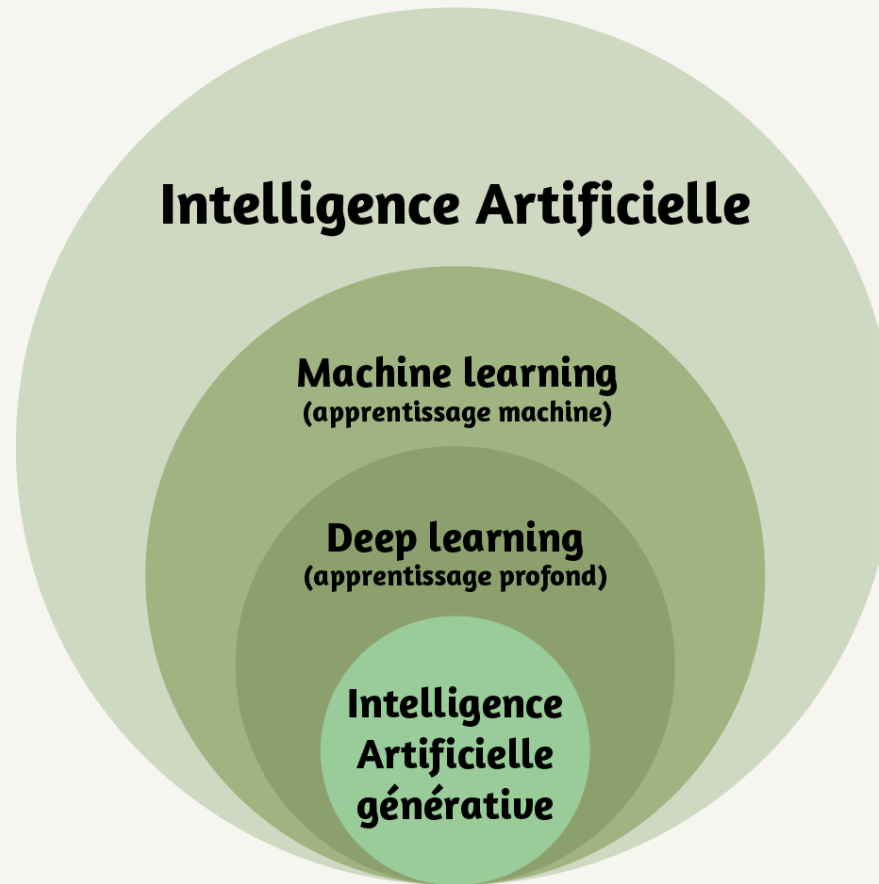 Intelligence Artificielle
Machine learning
(apprentissage machine)
Deep learning
(apprentissage profond)
Intelligence
Artificielle
générative